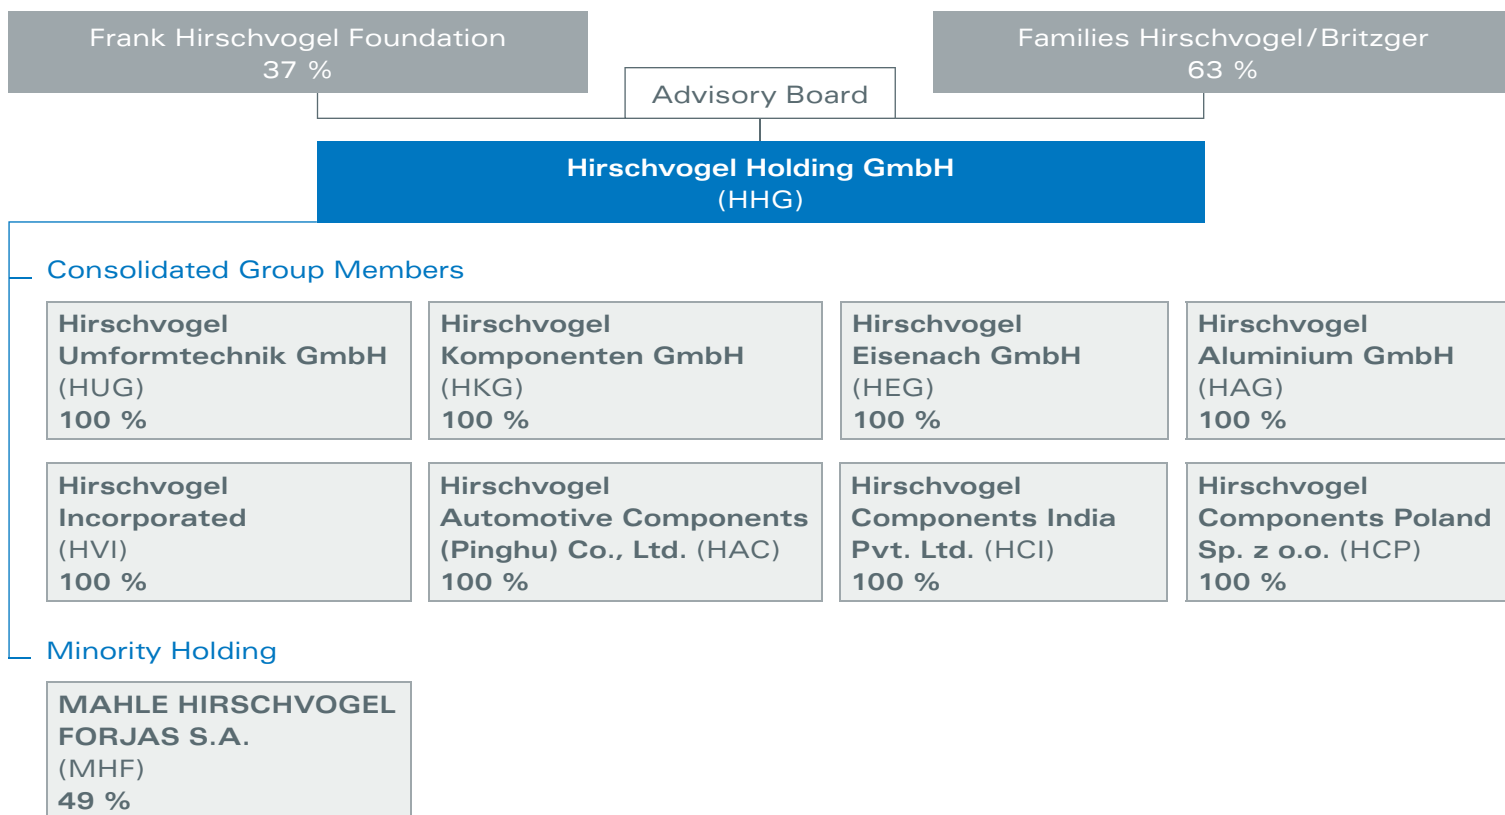 Frank Hirschvogel Foundation
37 %
Families Hirschvogel/Britzger
63 %
Advisory Board
Hirschvogel Holding GmbH
(HHG)
Consolidated Group Members
Hirschvogel
Umformtechnik GmbH
(HUG)
100 %
Hirschvogel
Komponenten GmbH
(HKG)
100 %
Hirschvogel
Eisenach GmbH
(HEG)
100 %
Hirschvogel
Aluminium GmbH
(HAG)
100 %
Hirschvogel
Incorporated
(HVI)
100 %
Hirschvogel
Automotive Components
(Pinghu) Co., Ltd. (HAC)
100 %
Hirschvogel
Components India
Pvt. Ltd. (HCI)
100 %
Hirschvogel
Components Poland
Sp. z o.o. (HCP)
100 %
Minority Holding
MAHLE HIRSCHVOGEL
FORJAS S.A.
(MHF)
49 %